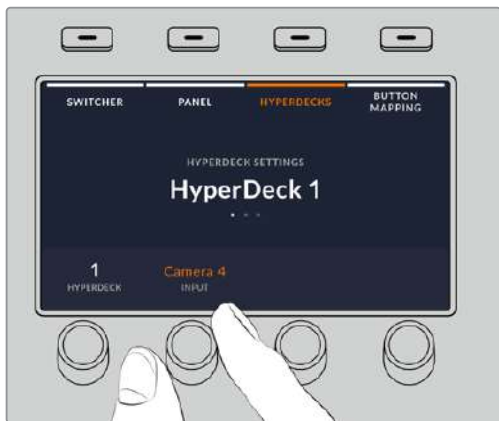 SWITCHER
PANEL
HYPERDECKS
BUTTON
MAPPING
HYPERDECK SETTINGS
HyperDeck 1
1
HYPERDECK
Camera 4
INPUT